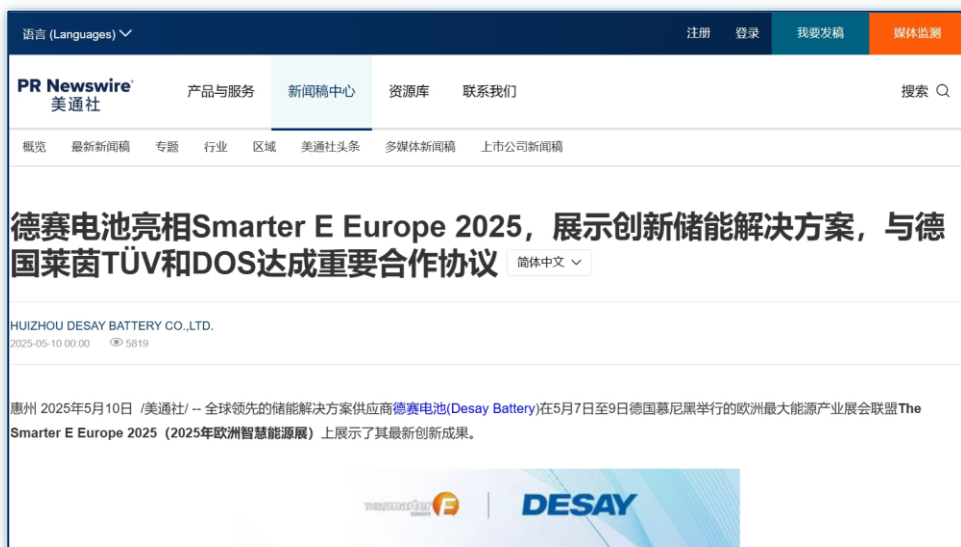 语言 (Languages)
注册
登录
我要发稿
媒体监测
PR Newswire®
美通社
产品与服务
新闻稿中心
资源库
联系我们
搜索
概览
最新新闻稿
专题
行业
区域
美通社头条
多媒体新闻稿
上市公司新闻稿
德赛电池亮相Smarter E Europe 2025，展示创新储能解决方案，与德
国莱茵TÜV和DOS达成重要合作协议
简体中文
HUIZHOU DESAY BATTERY CO.,LTD.
2025-05-10 00:00 5819
惠州 2025年5月10日 /美通社/ -- 全球领先的储能解决方案供应商德赛电池(Desay Battery)在5月7日至9日德国慕尼黑举行的欧洲最大能源产业展会联盟The
Smarter E Europe 2025（2025年欧洲智慧能源展）上展示了其最新创新成果。
THE smarter E
EUROPE
DESAY